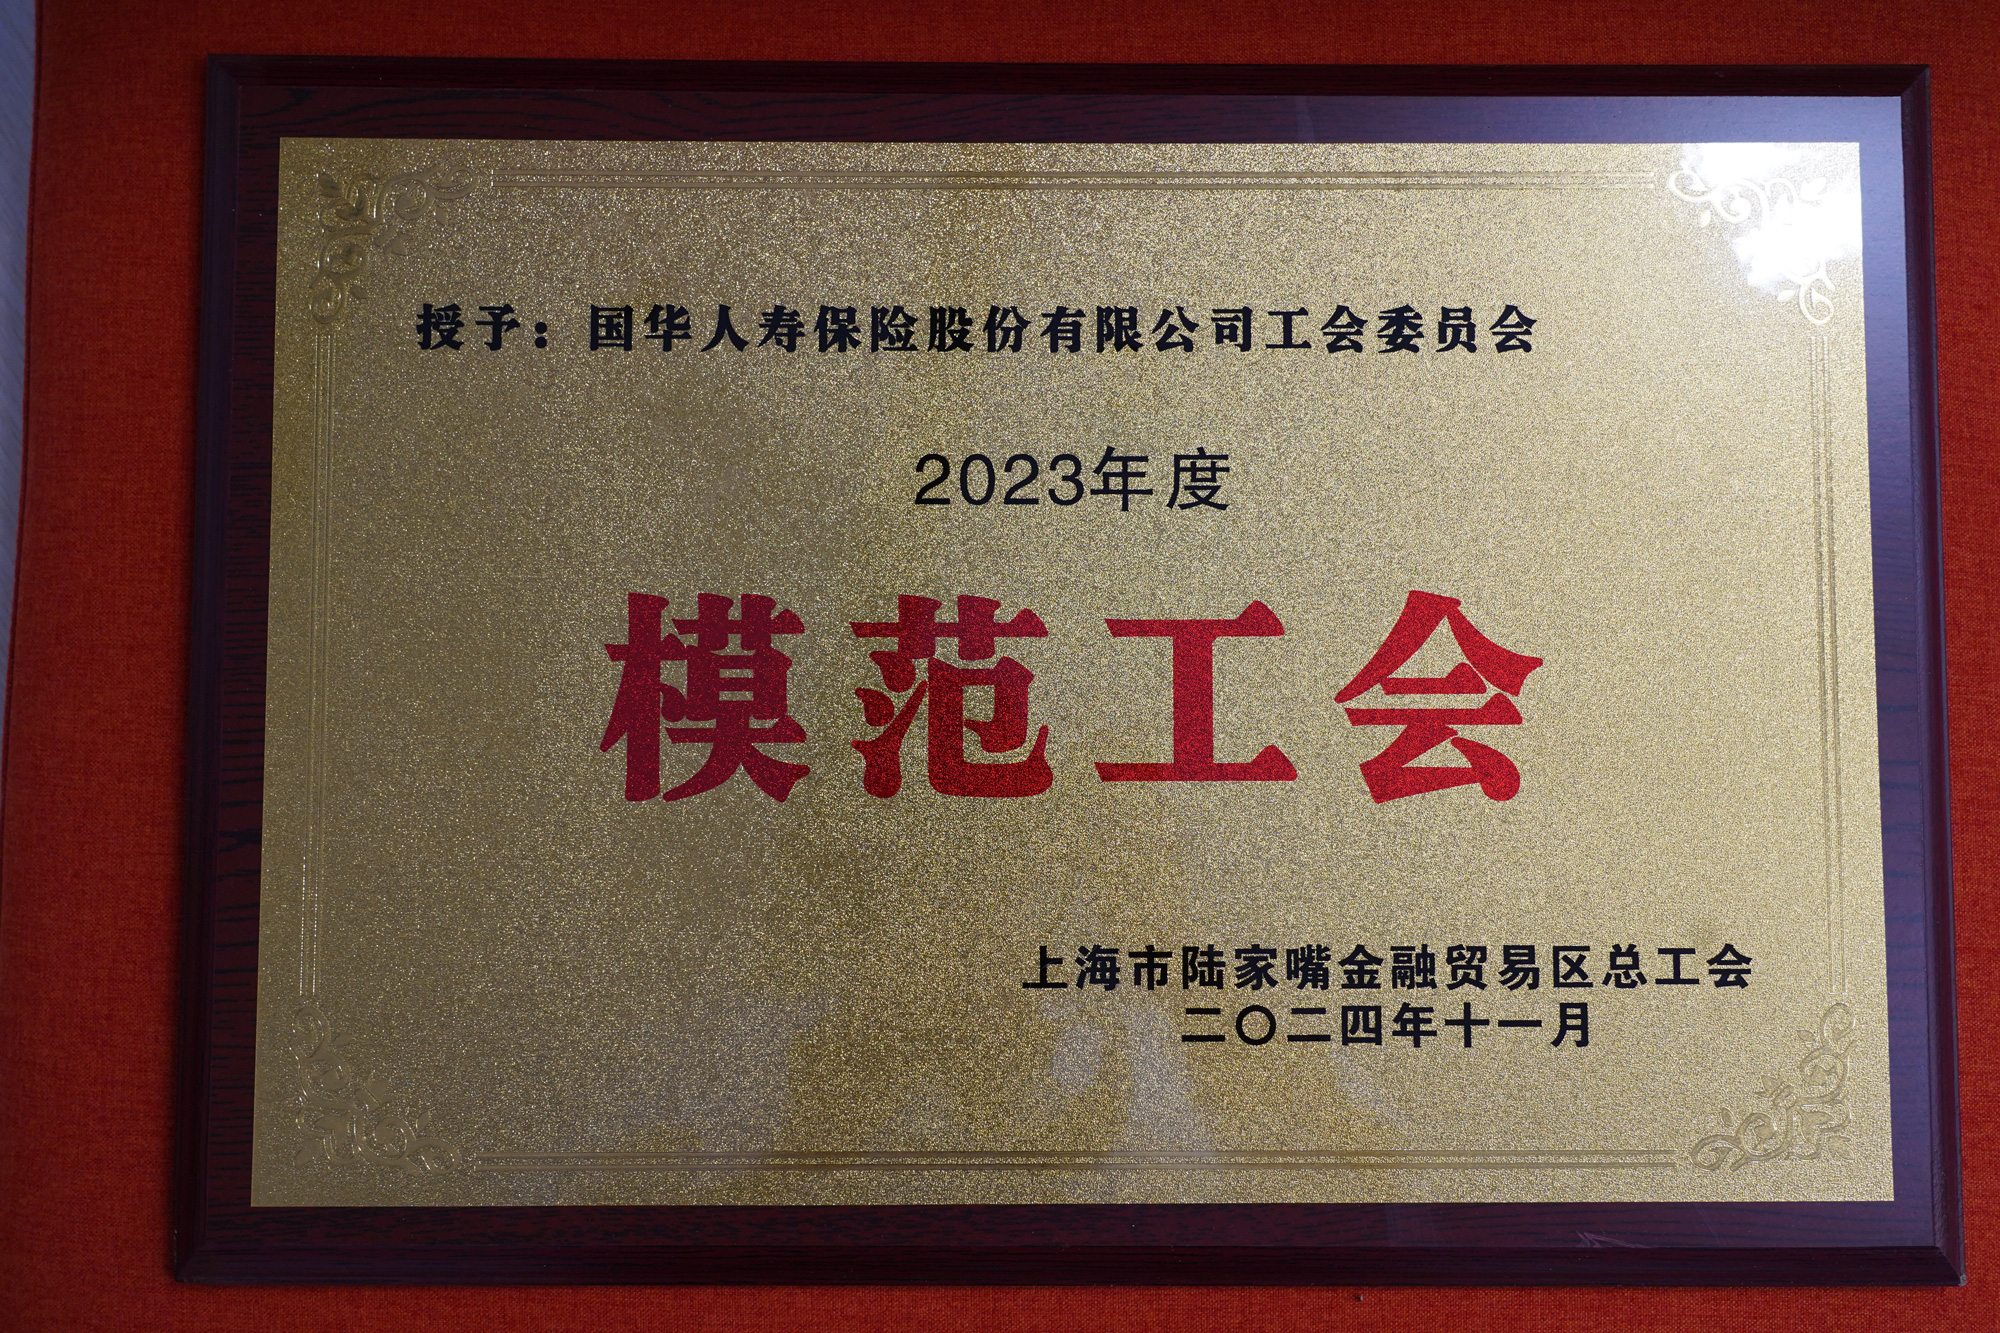 授予：国华人寿保险股份有限公司工会委员会
2023年度
模范工会
上海市陆家嘴金融贸易区总工会
二〇二四年十一月